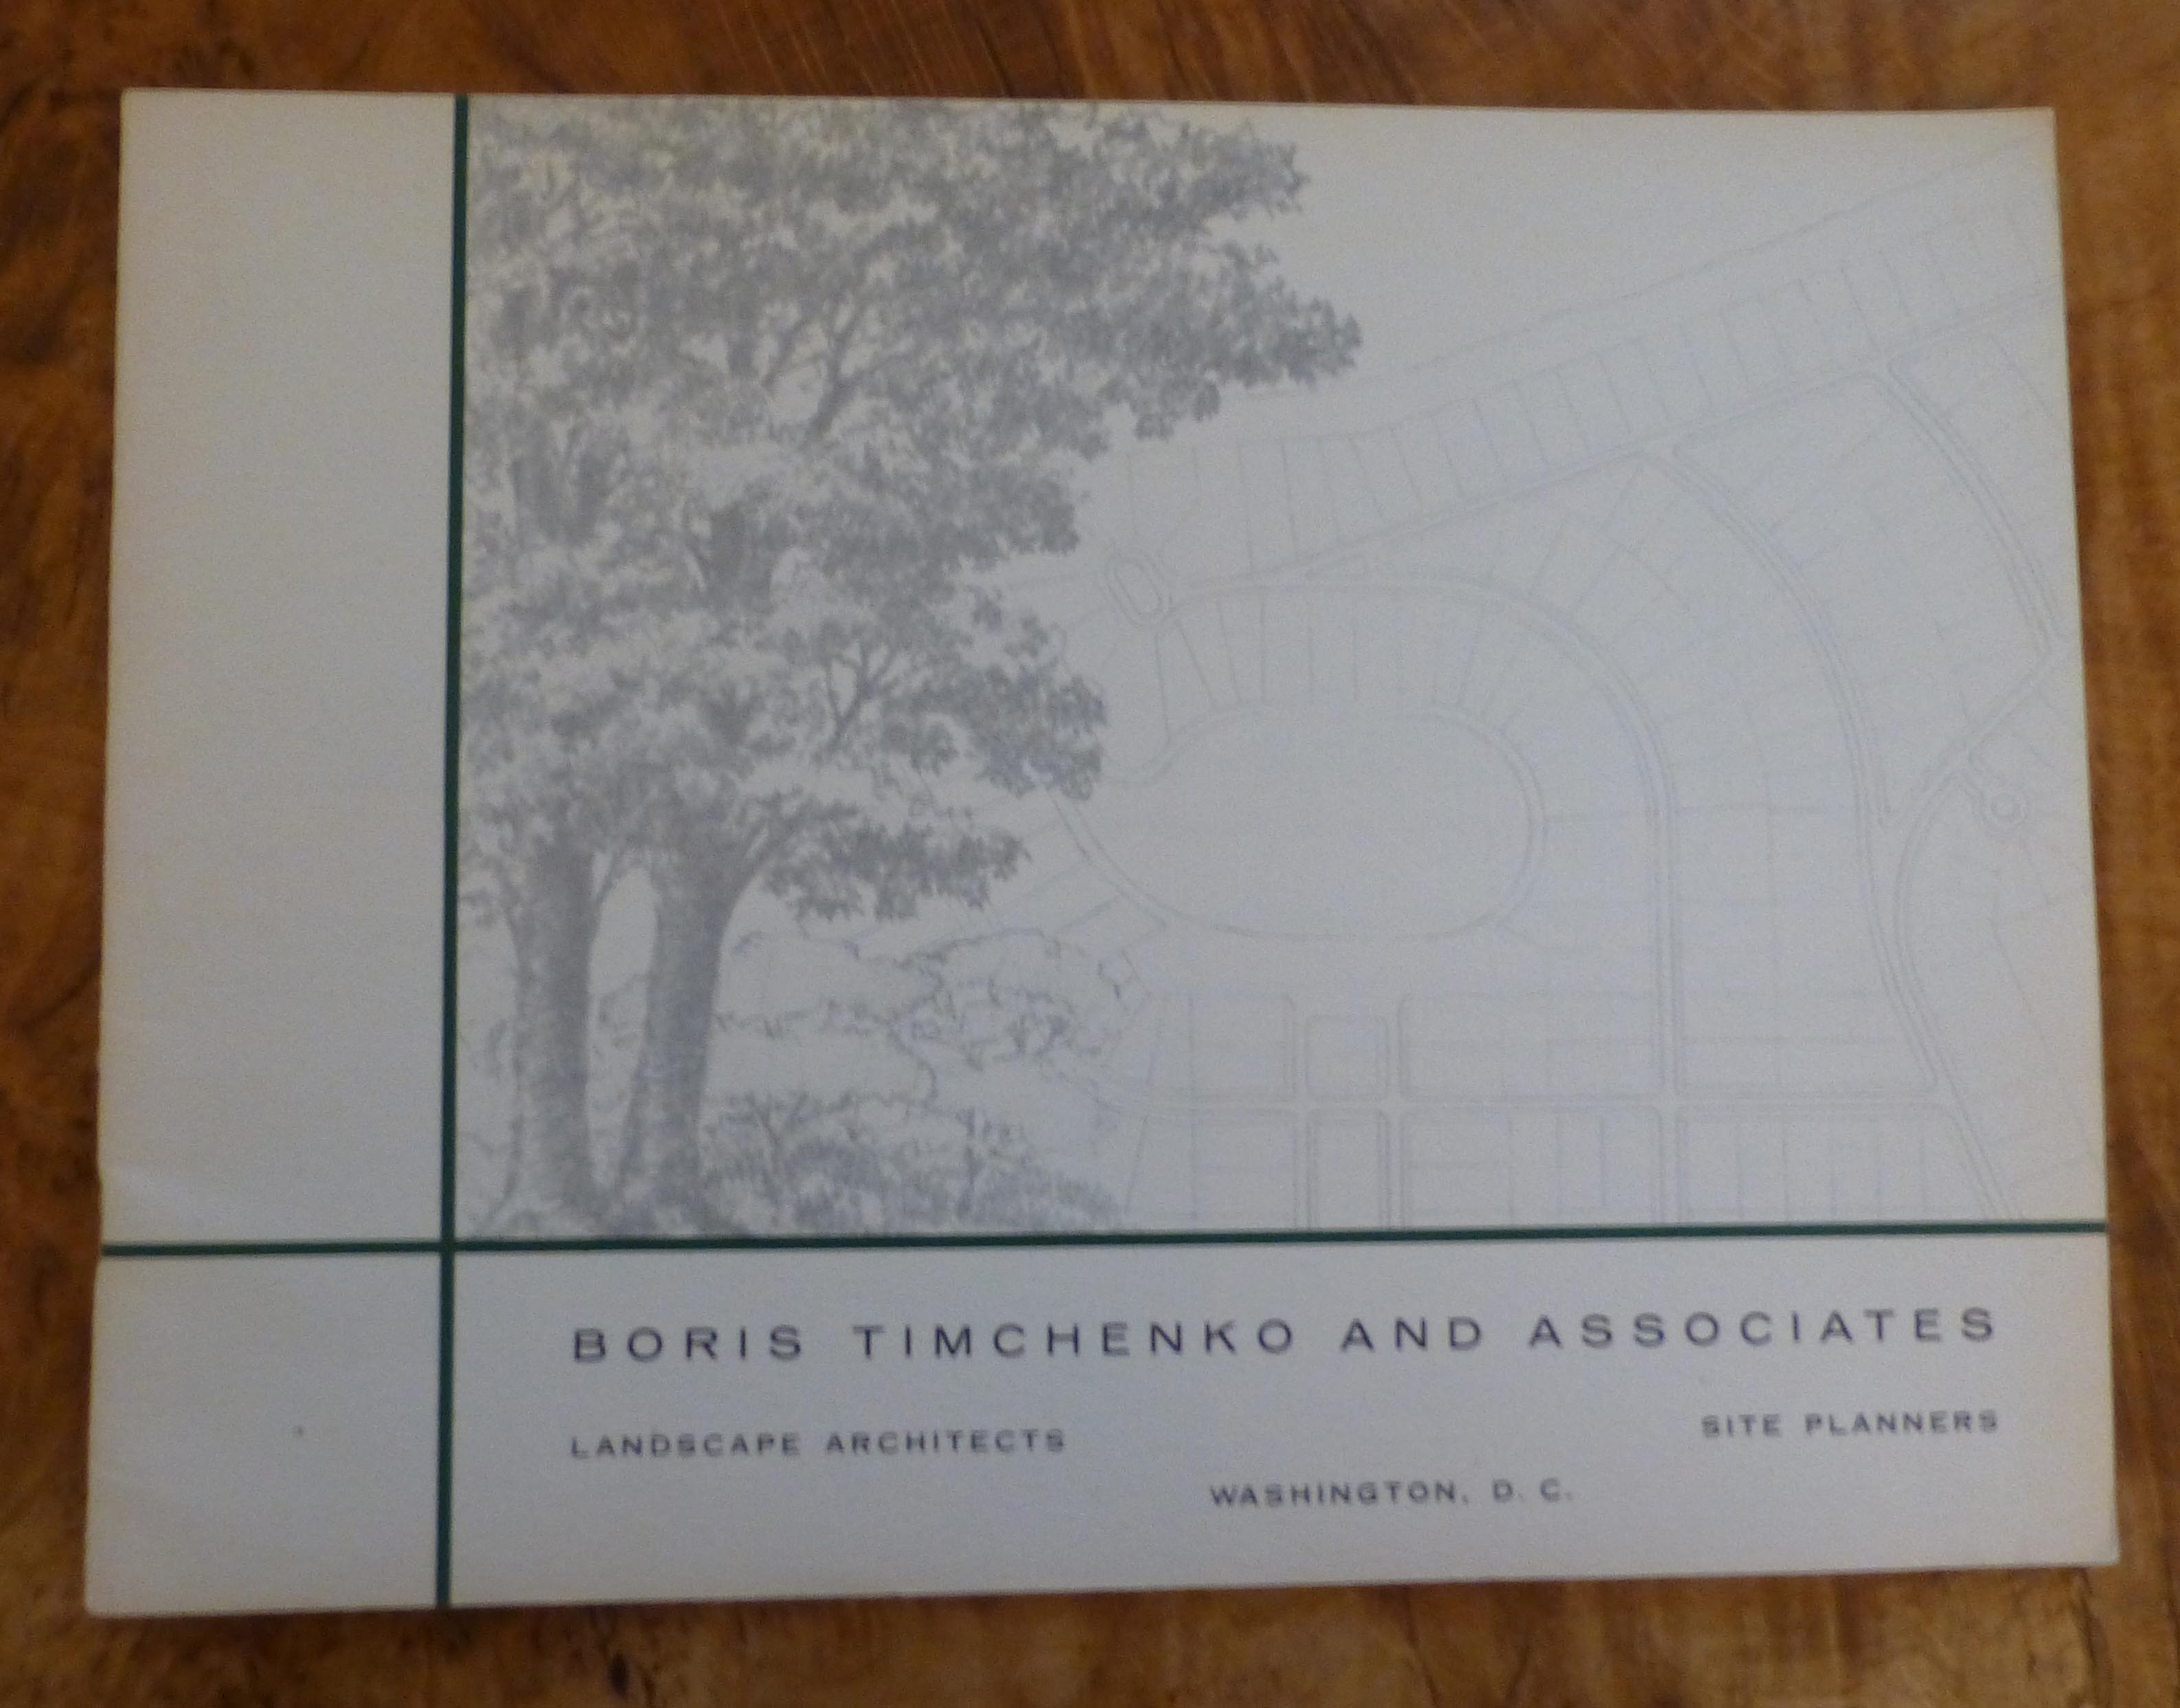 BORIS TIMCHENKO AND ASSOCIATES
LANDSCAPE ARCHITECTS
SITE PLANNERS
WASHINGTON, D. C.